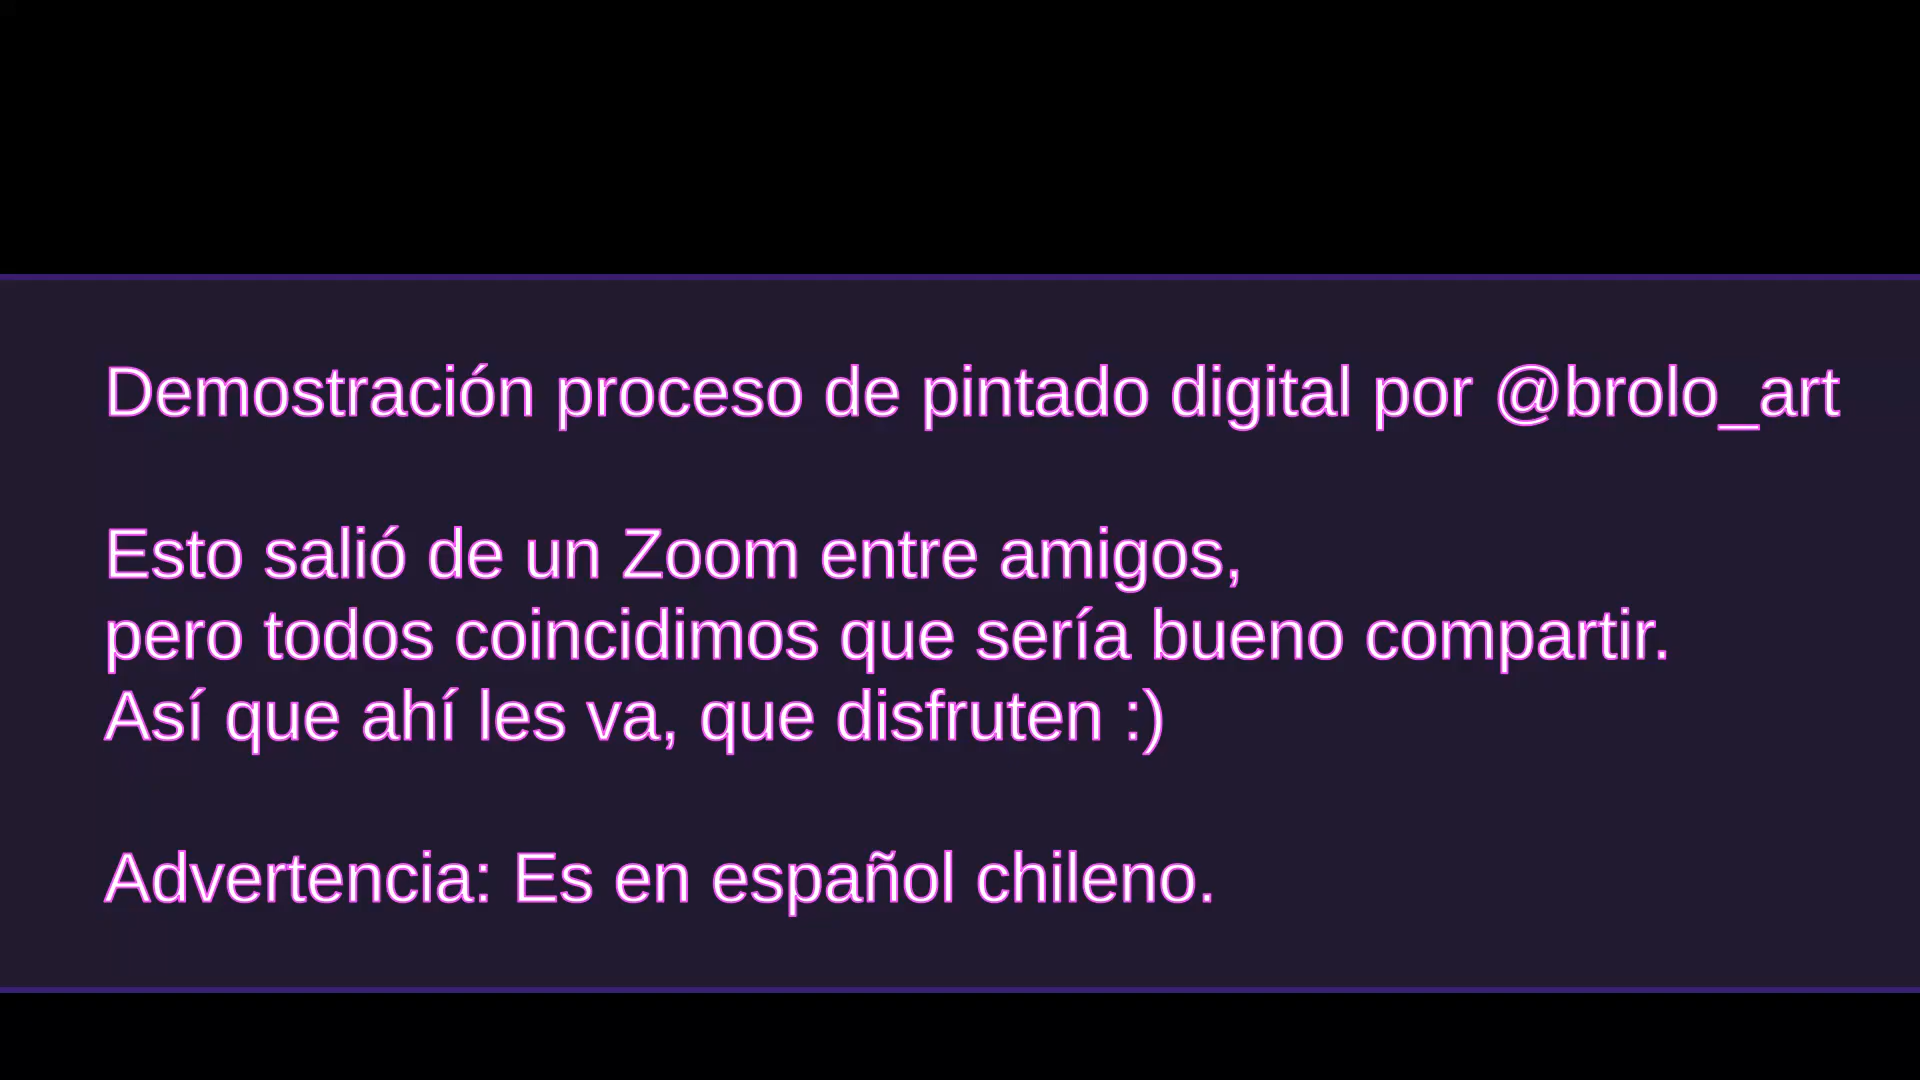 Demostración proceso de pintado digital por @brolo_art
Esto salió de un Zoom entre amigos,
pero todos coincidimos que sería bueno compartir.
Así que ahí les va, que disfruten :)
Advertencia: Es en español chileno.